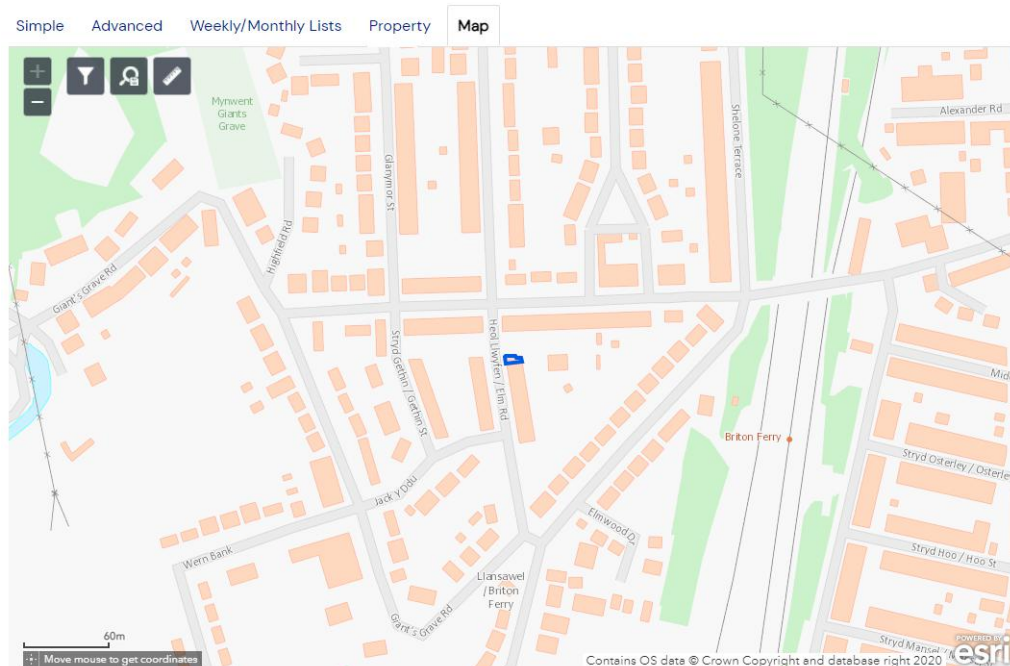 Simple Advanced Weekly/Monthly Lists Property Map
Mynwent
Giants
Grave
Alexander Rd
Shelone Terrace
Glanymor St
Highfield Rd
Giant's Grave Rd
Heol Llwyfen / Elm Rd
Stryd Gethin / Gethin St
Briton Ferry
Stryd Osterley / Osterle
Jack y Ddu
Elmwood D
Wern Bank
Stryd Hoo / Hoo St
Llansawel
/Briton
Ferry
Giant's Grave Rd
Stryd Mansel /
60m
Move mouse to get coordinates
Contains OS data © Crown Copyright and database right 2020
POWERED BY
esri